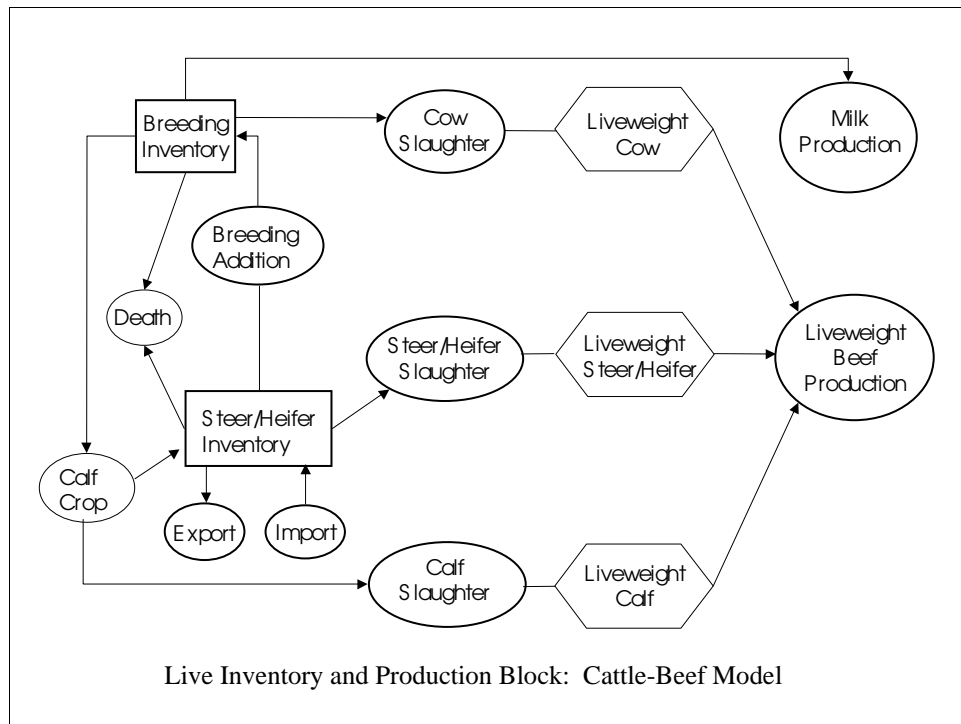 Breeding
Inventory
Cow
Slaughter
Liveweight
Cow
Milk
Production
Breeding
Addition
Death
Steer/Heifer
Slaughter
Liveweight
Steer/Heifer
Liveweight
Beef
Production
Steer/Heifer
Inventory
Calf
Crop
Export
Import
Calf
Slaughter
Liveweight
Calf
Live Inventory and Production Block: Cattle-Beef Model